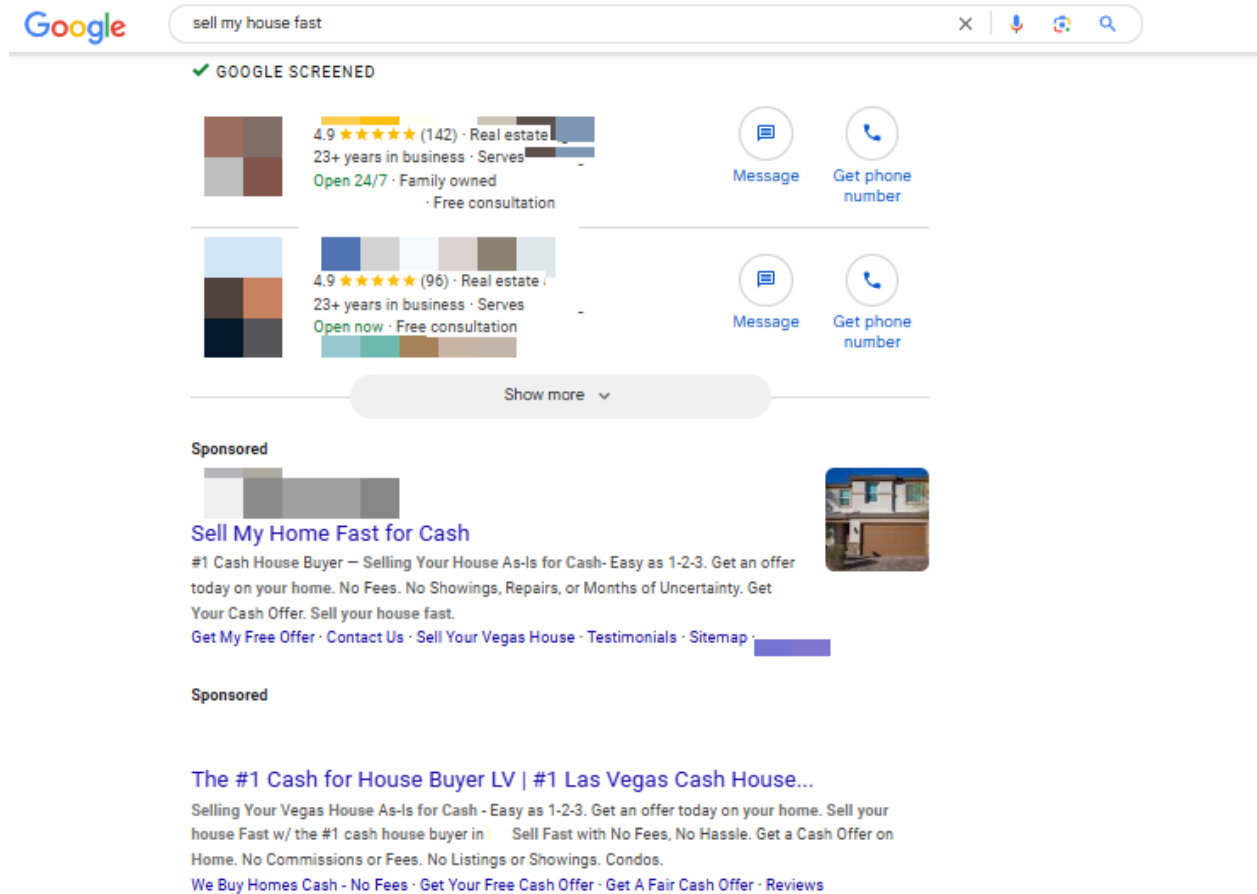 Google
sell my house fast
GOOGLE SCREENED
4.9 ★★★★★ (142) · Real estate
23+ years in business · Serves
Open 24/7 · Family owned
· Free consultation
Message
Get phone
number
4.9 ★★★★★ (96) · Real estate
23+ years in business · Serves
Open now · Free consultation
Message
Get phone
number
Show more
Sponsored
Sell My Home Fast for Cash
#1 Cash House Buyer — Selling Your House As-Is for Cash- Easy as 1-2-3. Get an offer
today on your home. No Fees. No Showings, Repairs, or Months of Uncertainty. Get
Your Cash Offer. Sell your house fast.
Get My Free Offer · Contact Us · Sell Your Vegas House · Testimonials · Sitemap ·
Sponsored
The #1 Cash for House Buyer LV | #1 Las Vegas Cash House...
Selling Your Vegas House As-Is for Cash - Easy as 1-2-3. Get an offer today on your home. Sell your
house Fast w/ the #1 cash house buyer in Sell Fast with No Fees, No Hassle. Get a Cash Offer on
Home. No Commissions or Fees. No Listings or Showings. Condos.
We Buy Homes Cash - No Fees · Get Your Free Cash Offer · Get A Fair Cash Offer · Reviews